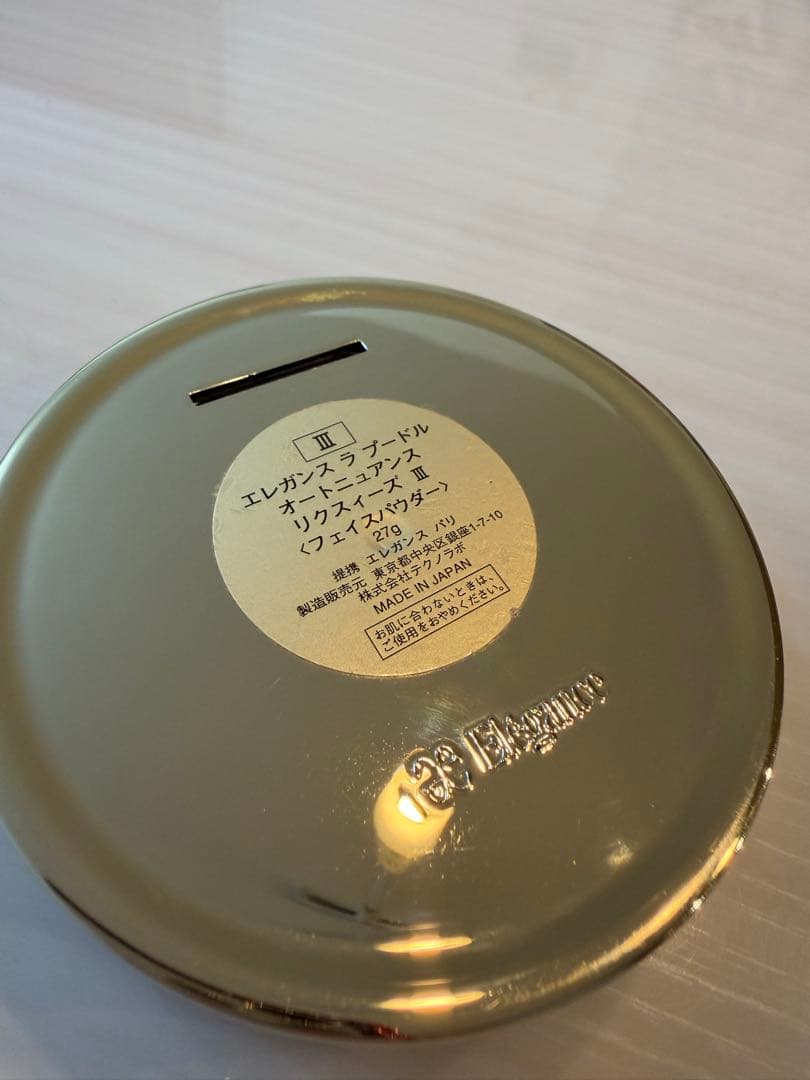 III
エレガンス ラ プードル
オートニュアンス
リクスィーズ III
〈フェイスパウダー〉
27g
提携 エレガンス パリ
製造販売元 東京都中央区銀座1-7-10
株式会社テクノラボ
MADE IN JAPAN
お肌に合わないときは、
ご使用をおやめください。
Elégance